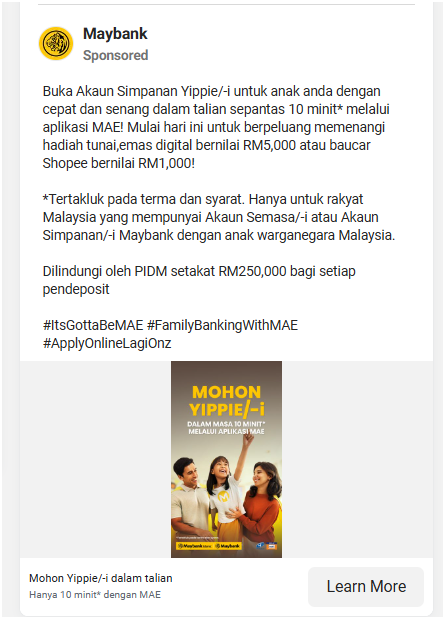 Maybank
Sponsored
Buka Akaun Simpanan Yippie/-i untuk anak anda dengan
cepat dan senang dalam talian sepantas 10 minit* melalui
aplikasi MAE! Mulai hari ini untuk berpeluang memenangi
hadiah tunai,emas digital bernilai RM5,000 atau baucar
Shopee bernilai RM1,000!
*Tertakluk pada terma dan syarat. Hanya untuk rakyat
Malaysia yang mempunyai Akaun Semasa/-i atau Akaun
Simpanan/-i Maybank dengan anak warganegara Malaysia.
Dilindungi oleh PIDM setakat RM250,000 bagi setiap
pendeposit
#ItsGottaBeMAE #FamilyBankingWithMAE
#ApplyOnlineLagiOnz
MOHON
YIPPIE/-i
DALAM MASA 10 MINIT*
MELALUI APLIKASI MAE
M
Maybank Islamic Maybank
Mohon Yippie/-i dalam talian
Hanya 10 minit* dengan MAE
Learn More